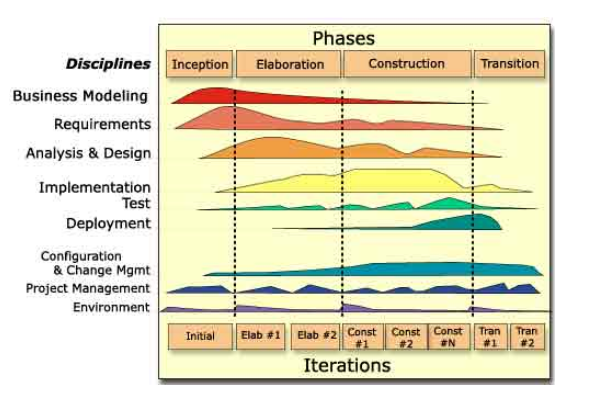 Phases
Disciplines
Inception
Elaboration
Construction
Transition
Business Modeling
Requirements
Analysis & Design
Implementation
Test
Deployment
Configuration
& Change Mgmt
Project Management
Environment
Initial
Elab #1
Elab #2
Const
#1
Const
#2
Const
#N
Tran
#1
Tran
#2
Iterations